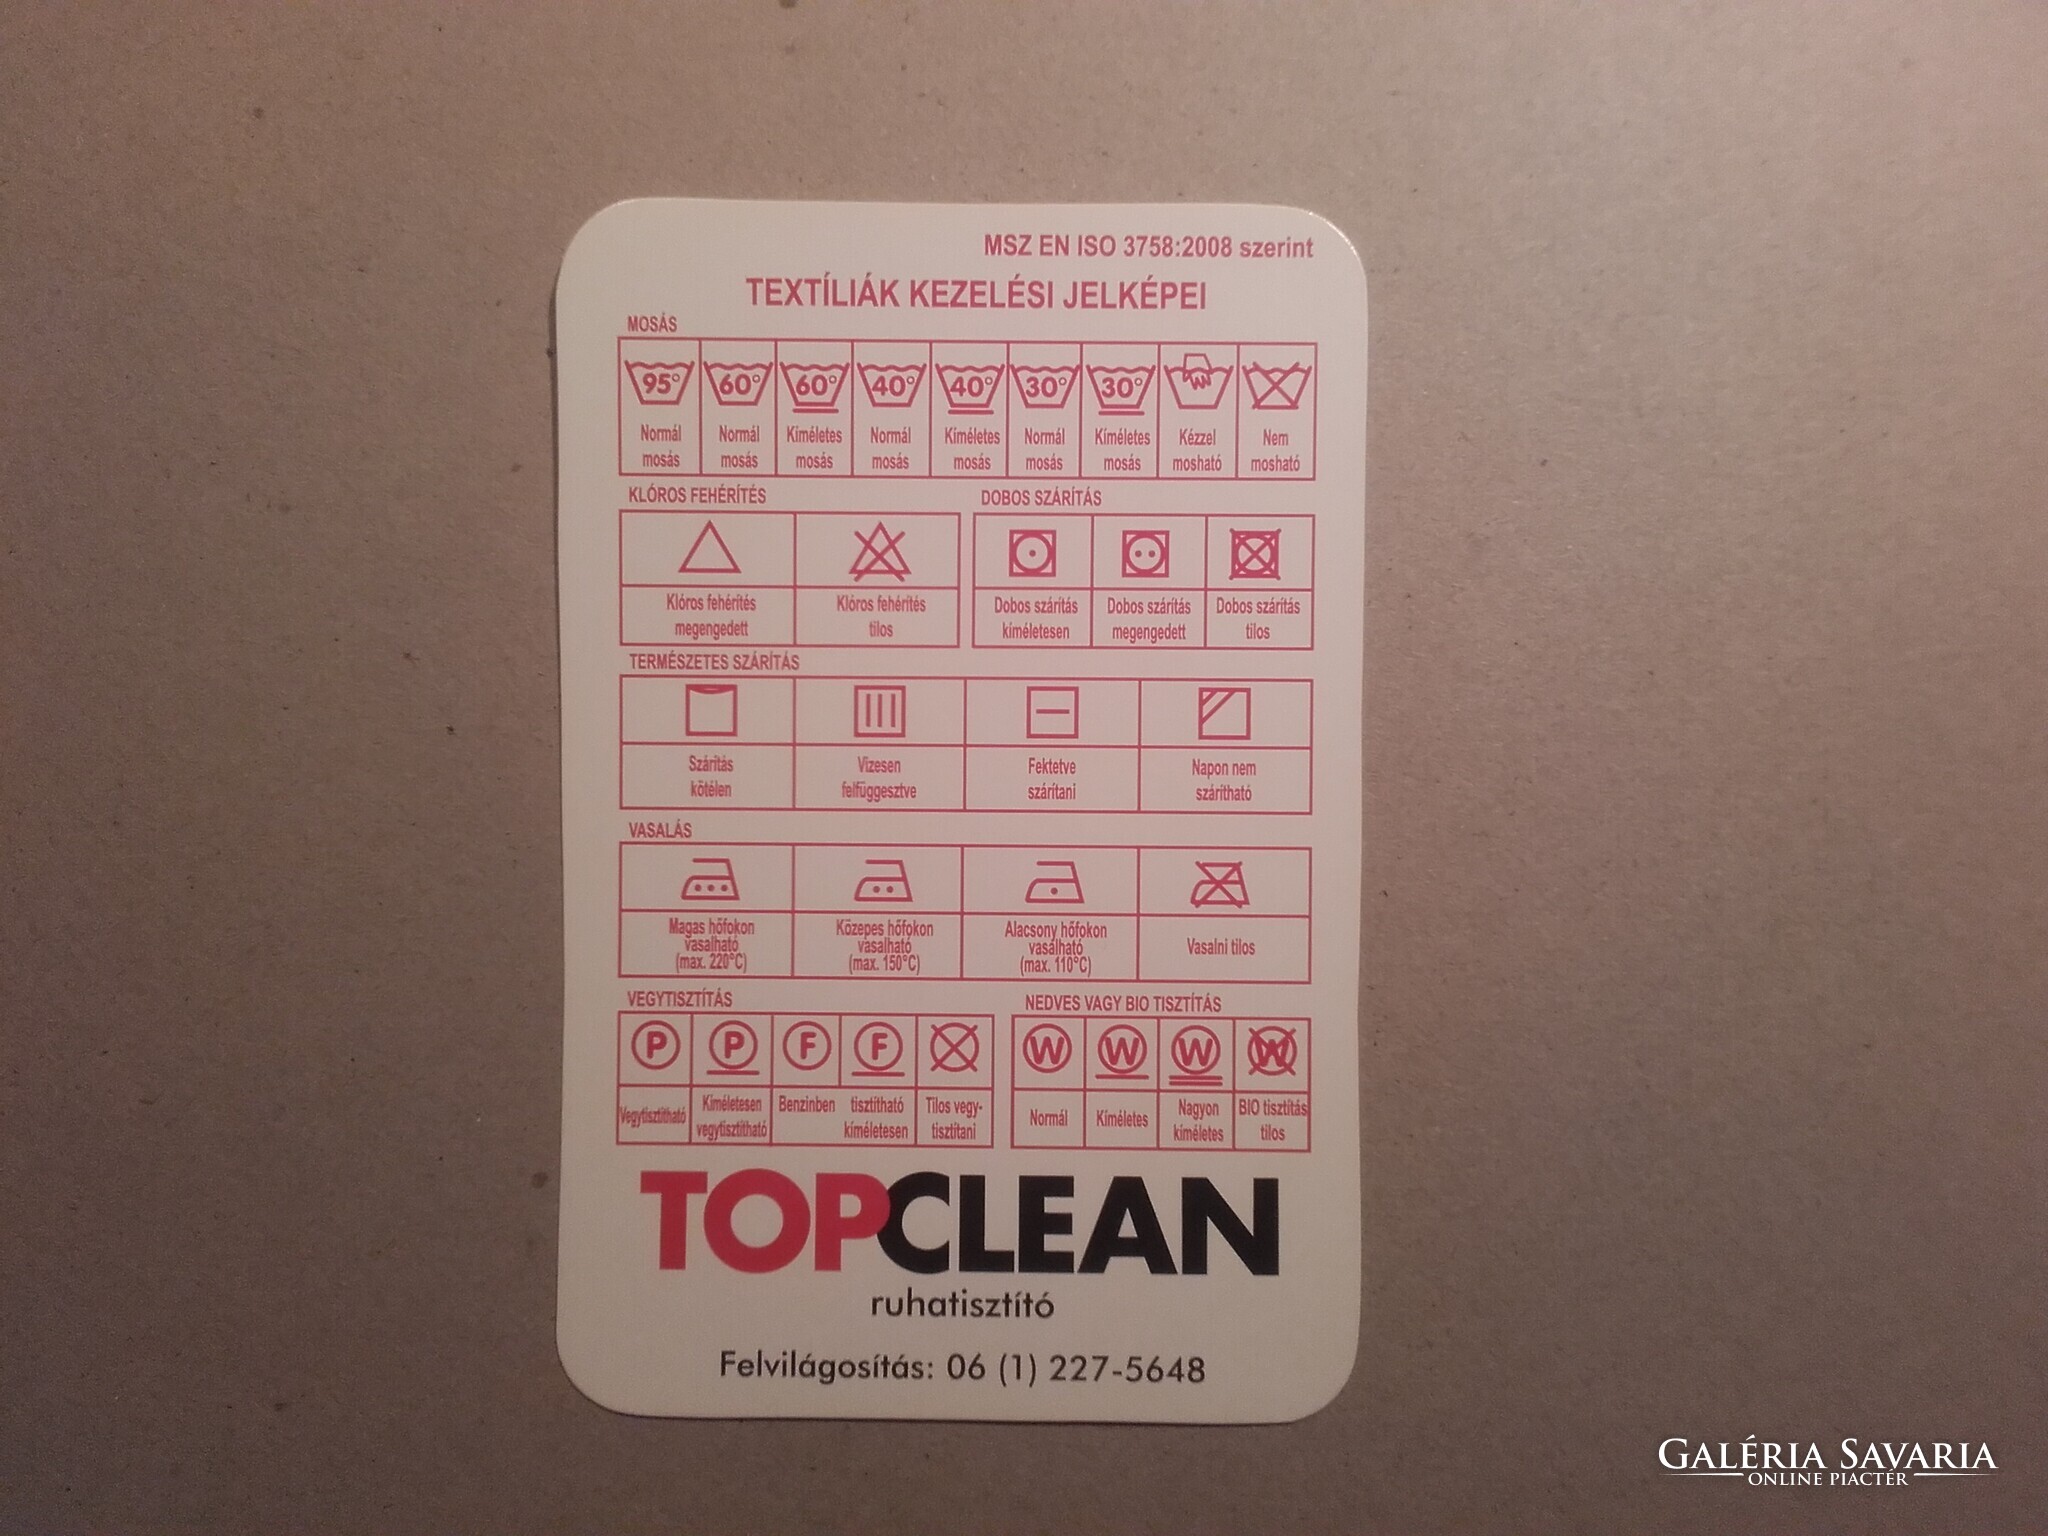 MSZ EN ISO 3758:2008 szerint
TEXTÍLIÁK KEZELÉSI JELKÉPEI
MOSÁS
95° 60° 60° 40° 40° 30° 30°
Normál Normál Kíméletes Normál Kíméletes Normál Kíméletes Kézzel Nem
mosás mosás mosás mosás mosás mosás mosás mosható mosható
KLÓROS FEHÉRÍTÉS
Klóros fehérítés Klóros fehérítés
megengedett tilos
DOBOS SZÁRÍTÁS
Dobos szárítás Dobos szárítás Dobos szárítás
kíméletesen megengedett tilos
TERMÉSZETES SZÁRÍTÁS
Szárítás Vizesen Fektetve Napon nem
kötélen felfüggesztve szárítani szárítható
VASALÁS
Magas hőfokon Közepes hőfokon Alacsony hőfokon
vasalható vasalható vasalható Vasalni tilos
(max. 220°C) (max. 150°C) (max. 110°C)
VEGYTISZTÍTÁS
P P F F
Vegytisztítható Kíméletesen Benzinben tisztítható Tilos vegy-
vegytisztítható kíméletesen tisztítani
NEDVES VAGY BIO TISZTÍTÁS
W W W W
Normál Kíméletes Nagyon BIO tisztítás
kíméletes tilos
TOPCLEAN
ruhatisztító
Felvilágosítás: 06 (1) 227-5648
GALÉRIA SAVARIA
ONLINE PIACTÉR